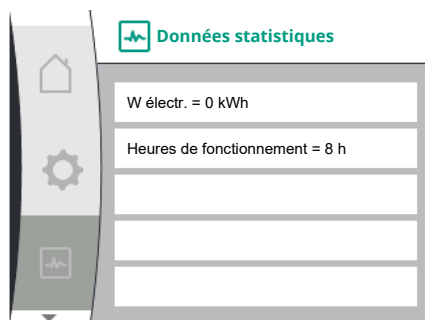 Données statistiques
W électr. = 0 kWh
Heures de fonctionnement = 8 h